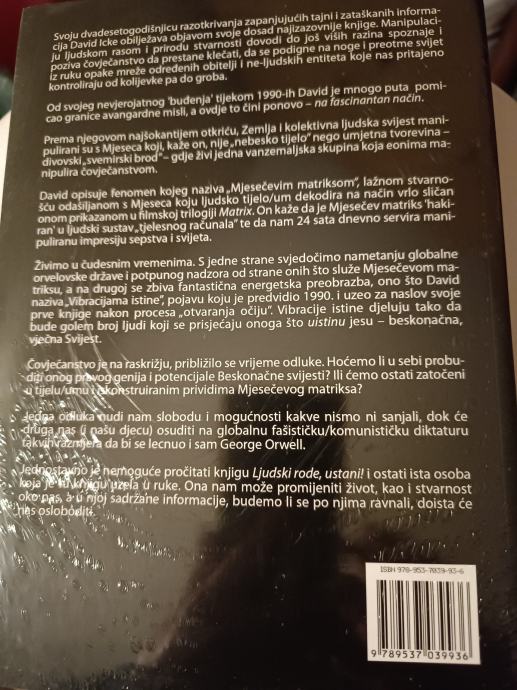 Svoju dvadesetogodišnjicu razotkrivanja zapanjujućih tajni i zataškanih informa-
cija David Icke obilježava objavom svoje dosad najizazovnije knjige. Manipulaci-
ju ljudskom rasom i prirodu stvarnosti dovodi do još viših razina spoznaje i
poziva čovječanstvo da prestane klečati, da se podigne na noge i preotme svijet
iz ruku opake mreže određenih obitelji i ne-ljudskih entiteta koje nas pritajeno
kontroliraju od kolijevke pa do groba.
Od svojeg nevjerojatnog 'buđenja' tijekom 1990-ih David je mnogo puta pomi-
cao granice avangardne misli, a ovdje to čini ponovo – na fascinantan način.
Prema njegovom najšokantijem otkriću, Zemlja i kolektivna ljudska svijest mani-
pulirani su s Mjeseca koji, kaže on, nije „nebesko tijelo” nego umjetna tvorevina –
divovski „svemirski brod” – gdje živi jedna vanzemaljska skupina koja eonima ma-
nipulira čovječanstvom.
David opisuje fenomen kojeg naziva „Mjesečevim matriksom”, lažnom stvarno-
šću odašiljanom s Mjeseca koju ljudsko tijelo/um dekodira na način vrlo sličan
onom prikazanom u filmskoj trilogiji Matrix. On kaže da je Mjesečev matriks 'haki-
ran' u ljudski sustav „tjelesnog računala” te da nam 24 sata dnevno servira mani-
puliranu impresiju sepstva i svijeta.
Živimo u čudesnim vremenima. S jedne strane svjedočimo nametanju globalne
orvelovske države i potpunog nadzora od strane onih što služe Mjesečevom ma-
triksu, a na drugoj se zbiva fantastična energetska preobrazba, ono što David
naziva „Vibracijama istine”, pojavu koju je predvidio 1990. i uzeo za naslov svoje
prve knjige nakon procesa „otvaranja očiju”. Vibracije istine djeluju tako da
bude golem broj ljudi koji se prisjećaju onoga što uistinu jesu – beskonačna,
vječna Svijest.
Čovječanstvo je na raskrižju, približilo se vrijeme odluke. Hoćemo li u sebi probu-
diti onog pravog genija i potencijale Beskonačne svijesti? Ili ćemo ostati zatočeni
u tijelu/umu i iskonstruiranim prividima Mjesečevog matriksa?
Jedna odluka nudi nam slobodu i mogućnosti kakve nismo ni sanjali, dok će
druga nas (i našu djecu) osuditi na globalnu fašističku/komunističku diktaturu
takvih razmjera da bi se lecnuo i sam George Orwell.
Jednostavno je nemoguće pročitati knjigu Ljudski rode, ustani! i ostati ista osoba
koja je tu knjigu uzela u ruke. Ona nam može promijeniti život, kao i stvarnost
oko nas, a u njoj sadržane informacije, budemo li se po njima ravnali, doista će
nas osloboditi.
ISBN 978-953-7039-93-6
9 789537 039936